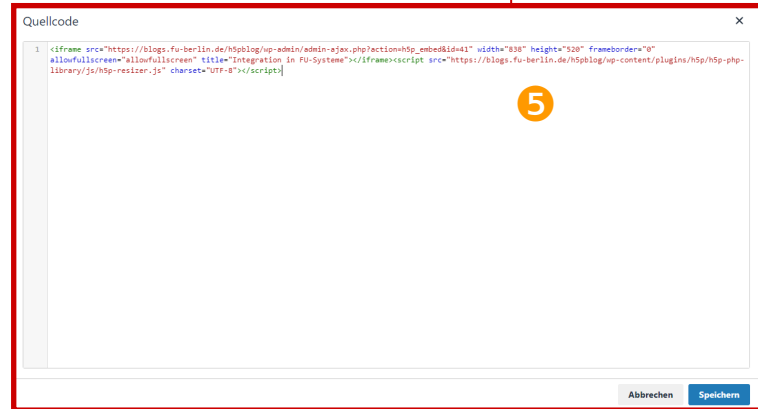 Quellcode ×
1 <iframe src="https://blogs.fu-berlin.de/h5pblog/wp-admin/admin-ajax.php?action=h5p_embed&id=41" width="838" height="520" frameborder="0"
allowfullscreen="allowfullscreen" title="Integration in FU-Systeme"></iframe><script src="https://blogs.fu-berlin.de/h5pblog/wp-content/plugins/h5p/h5p-php-
library/js/h5p-resizer.js" charset="UTF-8"></script>
5
Abbrechen Speichern